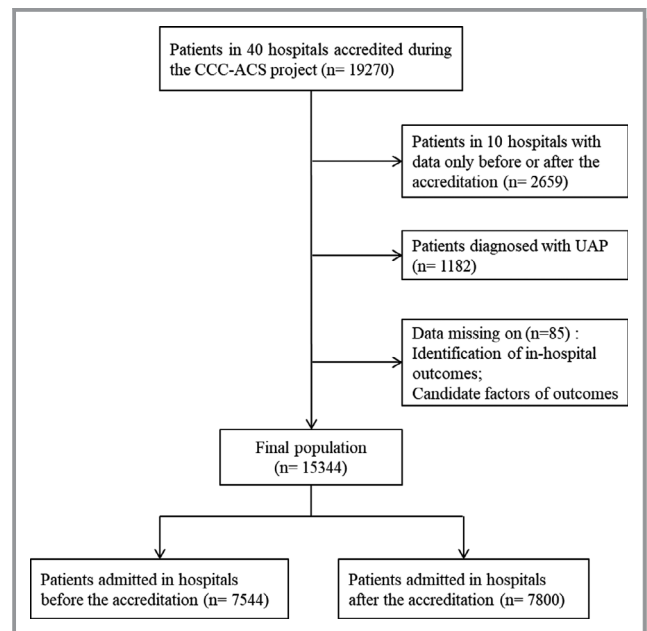 Patients in 40 hospitals accredited during
the CCC-ACS project (n= 19270)
Patients in 10 hospitals with
data only before or after the
accreditation (n= 2659)
Patients diagnosed with UAP
(n= 1182)
Data missing on (n=85) :
Identification of in-hospital
outcomes;
Candidate factors of outcomes
Final population
(n= 15344)
Patients admitted in hospitals
before the accreditation (n= 7544)
Patients admitted in hospitals
after the accreditation (n= 7800)